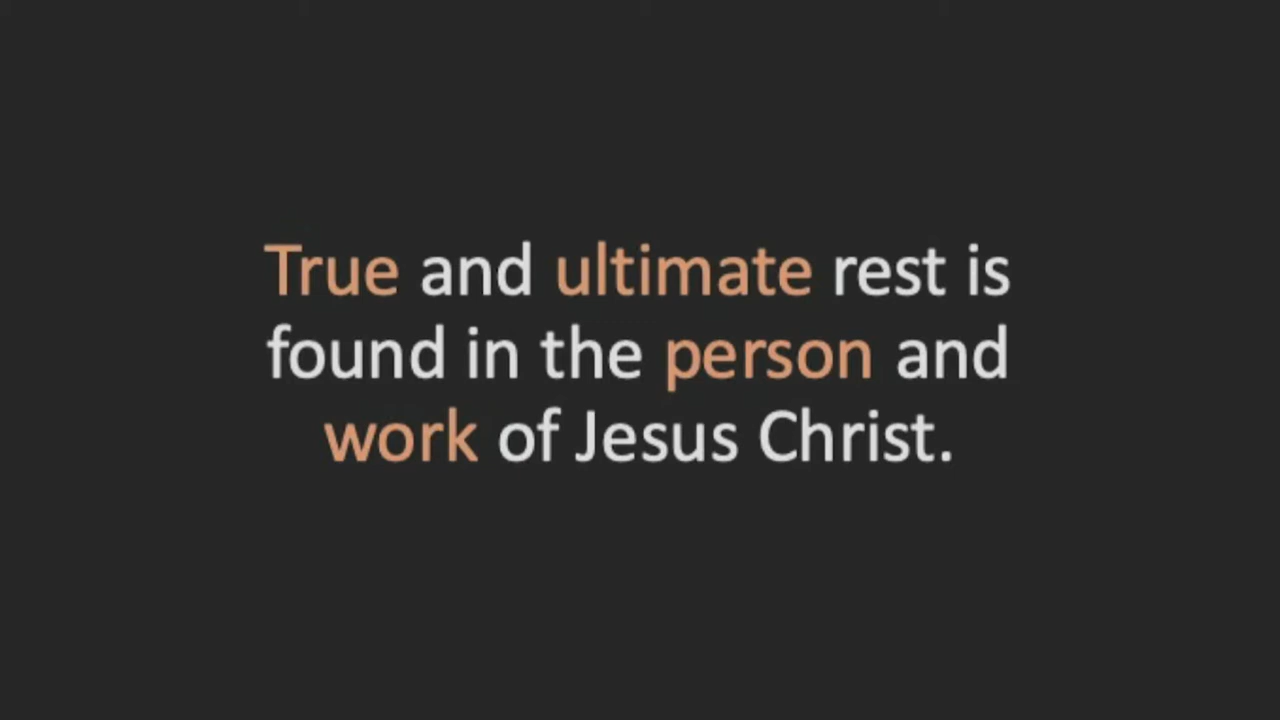 True and ultimate rest is
found in the person and
work of Jesus Christ.